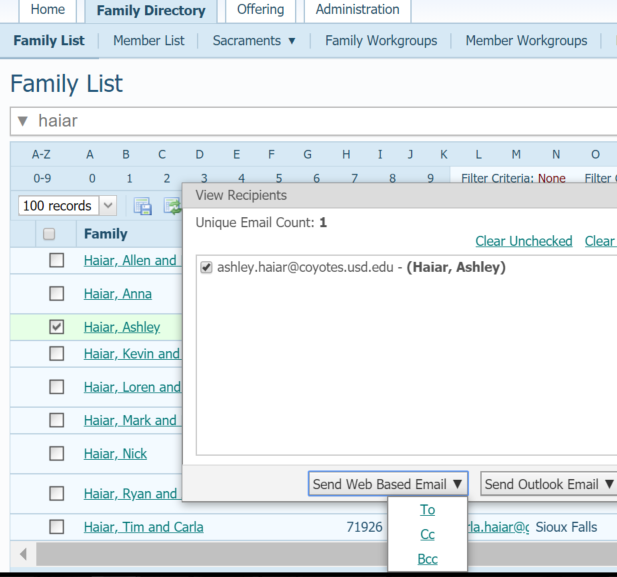 Home Family Directory Offering Administration
Family List Member List Sacraments ▼ Family Workgroups Member Workgroups
Family List
▼ haiar
A-Z A B C D E F G H I J K L M N O
0-9 0 1 2 3 4 5 6 7 8 9 Filter Criteria: None Filter
100 records
View Recipients
Unique Email Count: 1
Clear Unchecked Clear
ashley.haiar@coyotes.usd.edu - (Haiar, Ashley)
Family
Haiar, Allen and
Haiar, Anna
Haiar, Ashley
Haiar, Kevin and
Haiar, Loren and
Haiar, Mark and
Haiar, Nick
Haiar, Ryan and
Send Web Based Email ▼ Send Outlook Email ▼
To
Cc
Bcc
Haiar, Tim and Carla 71926 rla.haiar@g Sioux Falls